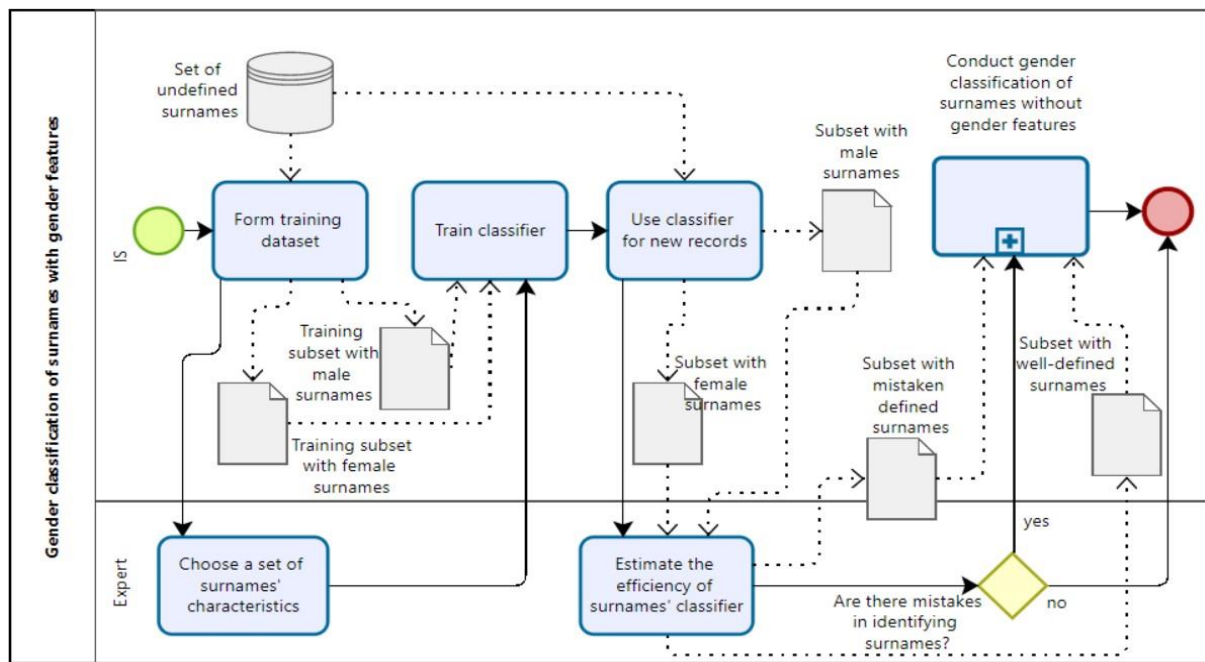 Gender classification of surnames with gender features
IS
Expert
Set of
undefined
surnames
Form training
dataset
Train classifier
Use classifier
for new records
Subset with
male
surnames
Conduct gender
classification of
surnames without
gender features
Training
subset with
male
surnames
Training subset
with female
surnames
Subset with
female
surnames
Subset with
mistaken
defined
surnames
Subset with
well-defined
surnames
Choose a set of
surnames'
characteristics
Estimate the
efficiency of
surnames' classifier
Are there mistakes
in identifying
surnames?
yes
no